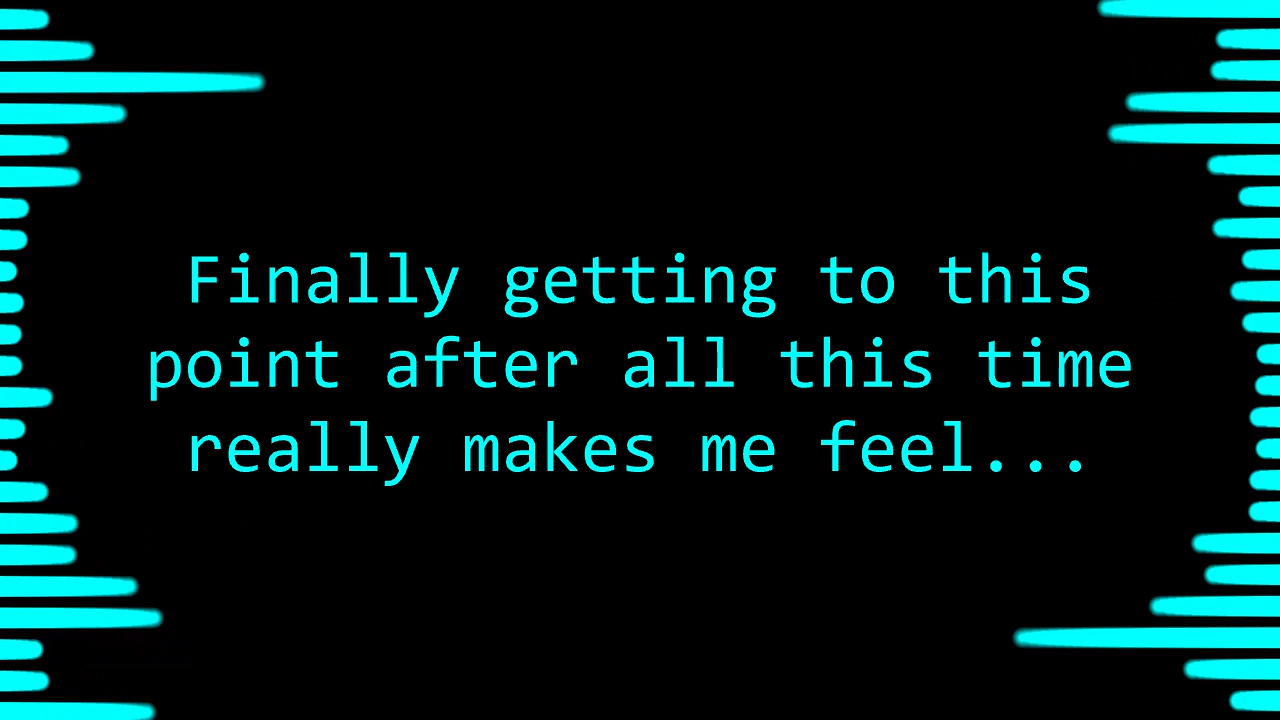 Finally getting to this
point after all this time
really makes me feel...